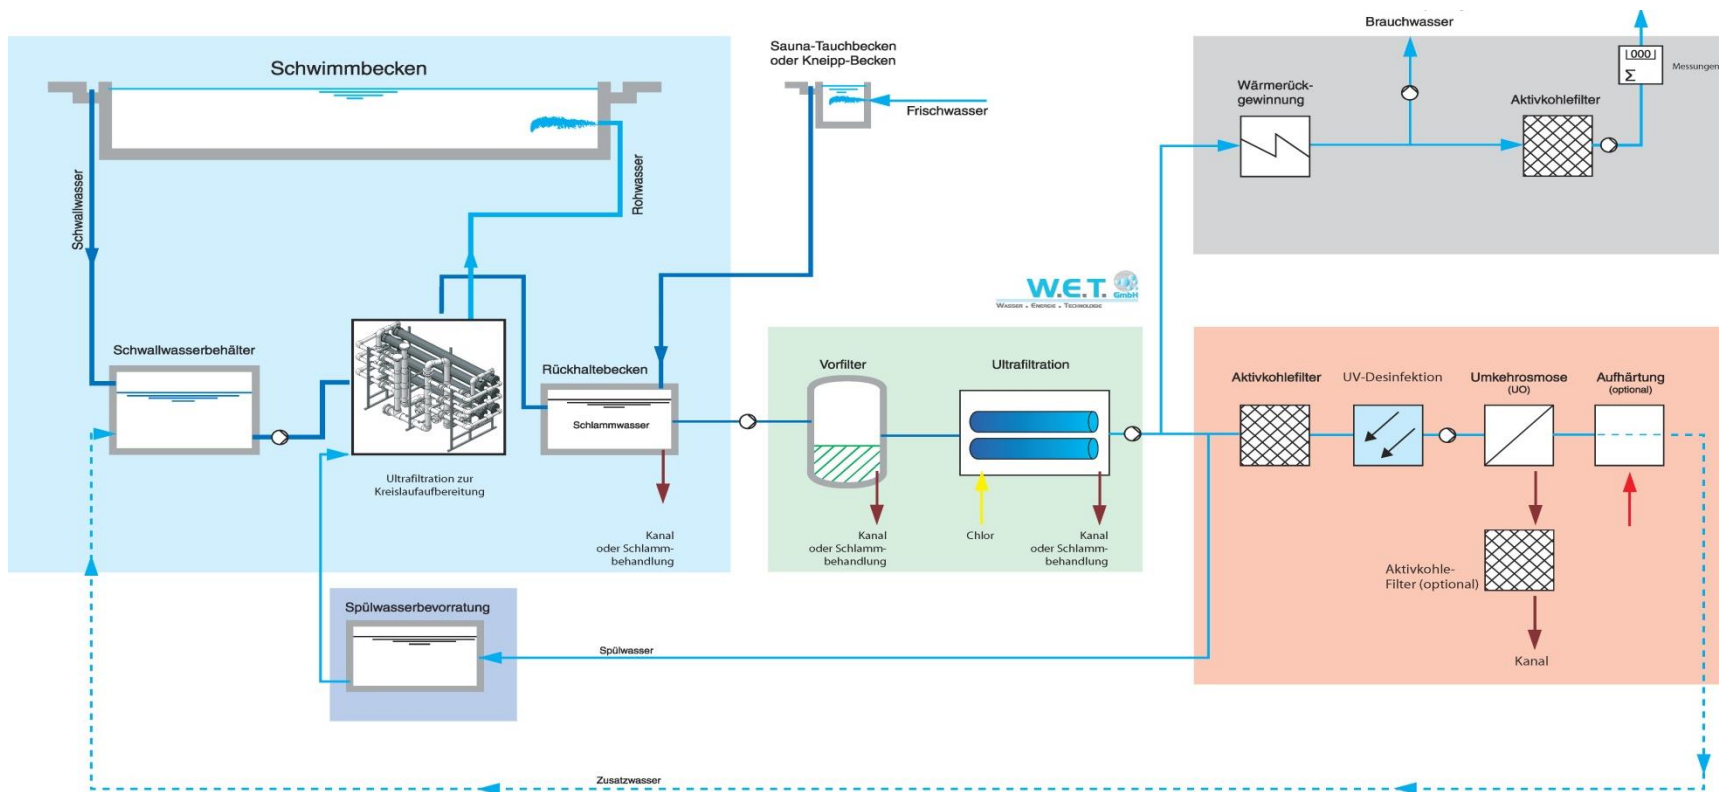 Schwimmbecken
Schwallwasser
Rohwasser
Schwallwasserbehälter
Ultrafiltration zur
Kreislaufaufbereitung
Rückhaltebecken
Schlammwasser
Kanal
oder Schlamm-
behandlung
Sauna-Tauchbecken
oder Kneipp-Becken
Frischwasser
W.E.T.
GmbH
Wasser • Energie • Technologie
Vorfilter
Ultrafiltration
Kanal
oder Schlamm-
behandlung
Chlor
Kanal
oder Schlamm-
behandlung
Brauchwasser
Wärmerück-
gewinnung
Aktivkohlefilter
000
Σ
Messungen
Aktivkohlefilter
UV-Desinfektion
Umkehrosmose
(UO)
Aufhärtung
(optional)
Aktivkohle-
Filter (optional)
Kanal
Spülwasserbevorratung
Spülwasser
Zusatzwasser